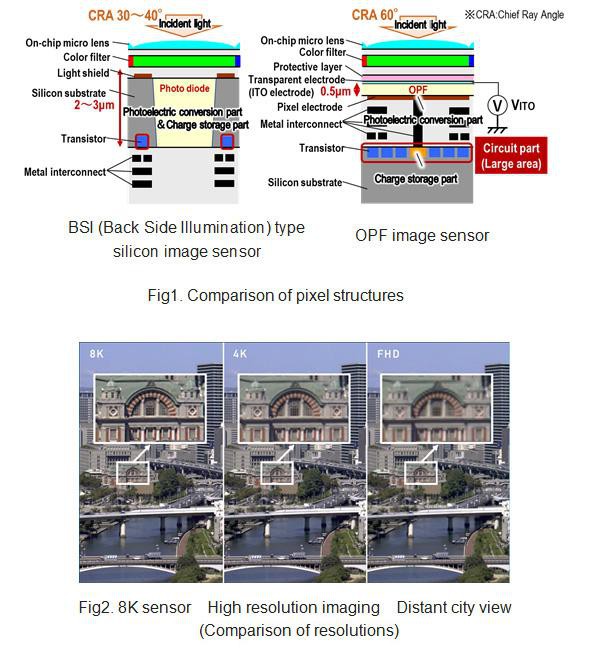 CRA 30～40°
Incident light
On-chip micro lens
Color filter
Light shield
Silicon substrate
2～3μm
Photo diode
Photoelectric conversion part
& Charge storage part
Transistor
Metal interconnect
BSI (Back Side Illumination) type
silicon image sensor
CRA 60°
※CRA:Chief Ray Angle
Incident light
On-chip micro lens
Color filter
Protective layer
Transparent electrode
(ITO electrode)
0.5μm
OPF
Pixel electrode
Metal interconnect
Photoelectric conversion part
Transistor
Silicon substrate
Charge storage part
V
VITO
Circuit part
(Large area)
OPF image sensor
Fig1. Comparison of pixel structures
8K
4K
FHD
Fig2. 8K sensor High resolution imaging Distant city view
(Comparison of resolutions)